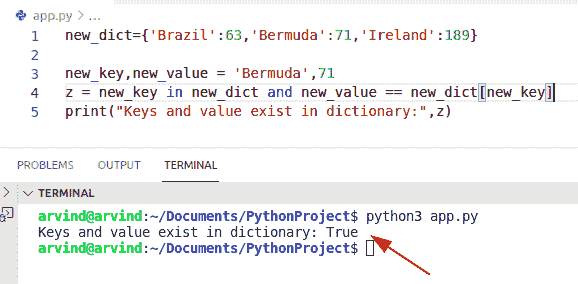 app.py > ...
1 new_dict={'Brazil':63,'Bermuda':71,'Ireland':189}
2
3 new_key,new_value = 'Bermuda',71
4 z = new_key in new_dict and new_value == new_dict[new_key]
5 print("Keys and value exist in dictionary:",z)
PROBLEMS OUTPUT TERMINAL
TERMINAL
arvind@arvind:~/Documents/PythonProject$ python3 app.py
Keys and value exist in dictionary: True
arvind@arvind:~/Documents/PythonProject$